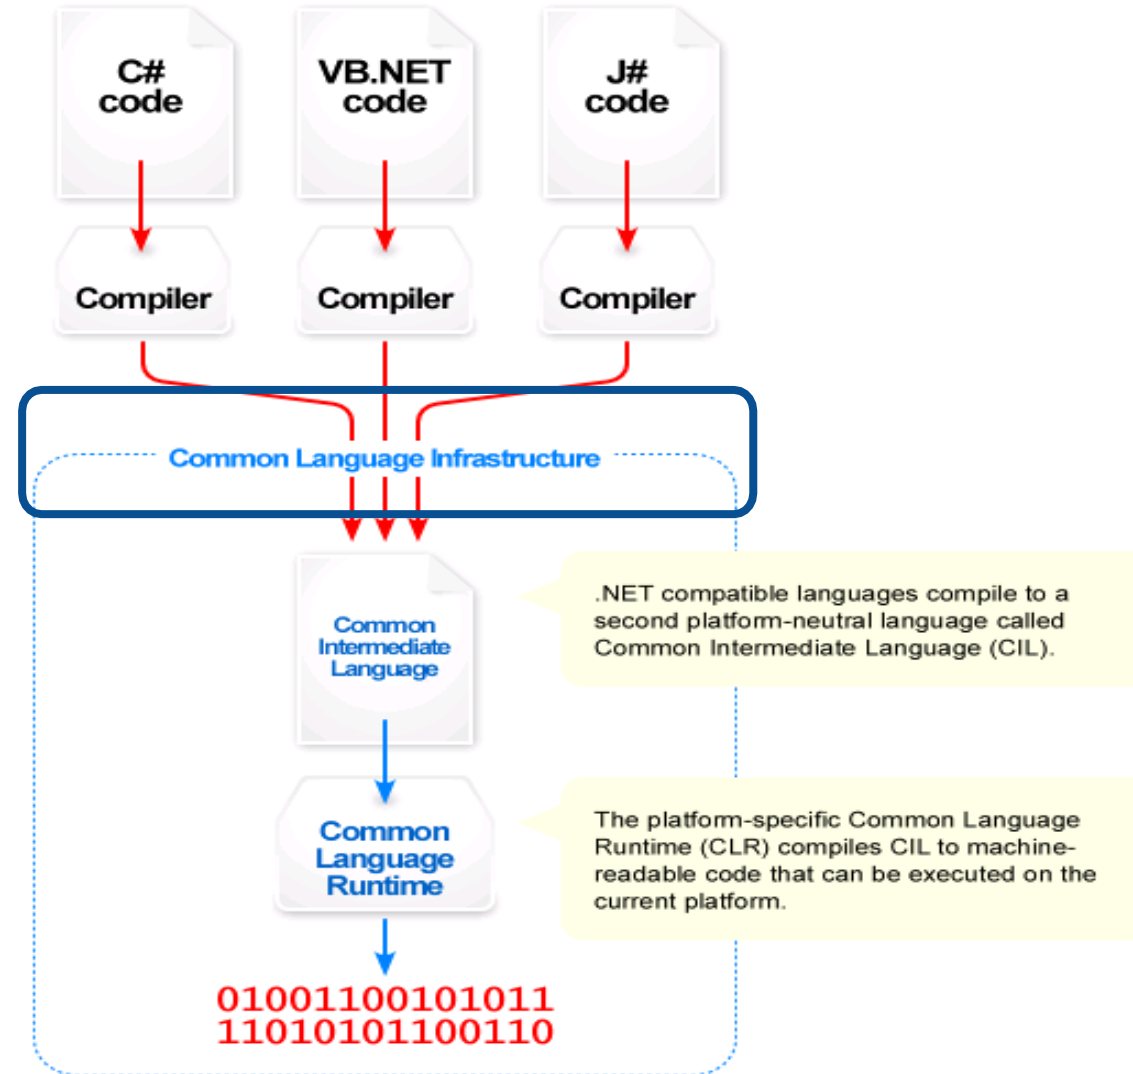 C#
code
VB.NET
code
J#
code
Compiler
Compiler
Compiler
Common Language Infrastructure
Common
Intermediate
Language
.NET compatible languages compile to a
second platform-neutral language called
Common Intermediate Language (CIL).
Common
Language
Runtime
The platform-specific Common Language
Runtime (CLR) compiles CIL to machine-
readable code that can be executed on the
current platform.
01001100101011
11010101100110